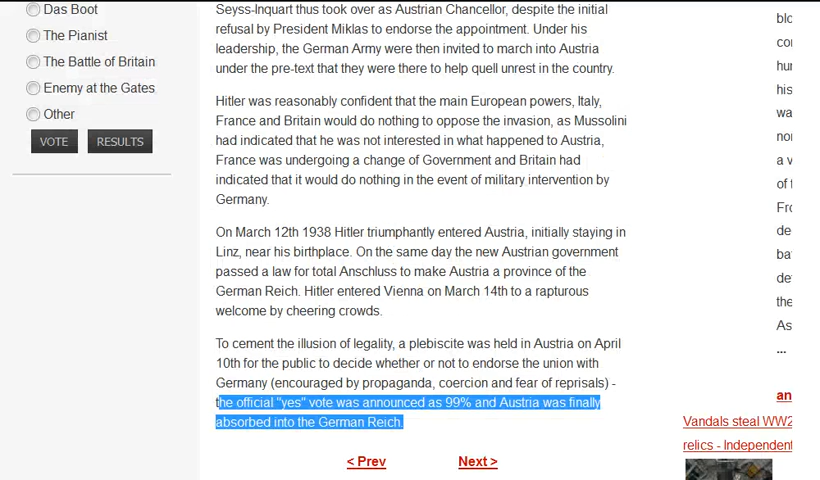 Das Boot
The Pianist
The Battle of Britain
Enemy at the Gates
Other
VOTE
RESULTS
Seyss-Inquart thus took over as Austrian Chancellor, despite the initial
refusal by President Miklas to endorse the appointment. Under his
leadership, the German Army were then invited to march into Austria
under the pre-text that they were there to help quell unrest in the country.
Hitler was reasonably confident that the main European powers, Italy,
France and Britain would do nothing to oppose the invasion, as Mussolini
had indicated that he was not interested in what happened to Austria,
France was undergoing a change of Government and Britain had
indicated that it would do nothing in the event of military intervention by
Germany.
On March 12th 1938 Hitler triumphantly entered Austria, initially staying in
Linz, near his birthplace. On the same day the new Austrian government
passed a law for total Anschluss to make Austria a province of the
German Reich. Hitler entered Vienna on March 14th to a rapturous
welcome by cheering crowds.
To cement the illusion of legality, a plebiscite was held in Austria on April
10th for the public to decide whether or not to endorse the union with
Germany (encouraged by propaganda, coercion and fear of reprisals) -
the official "yes" vote was announced as 99% and Austria was finally
absorbed into the German Reich.
< Prev
Next >
his
a v
of
de
the
As
...
an
Vandals steal WW2
relics - Independent